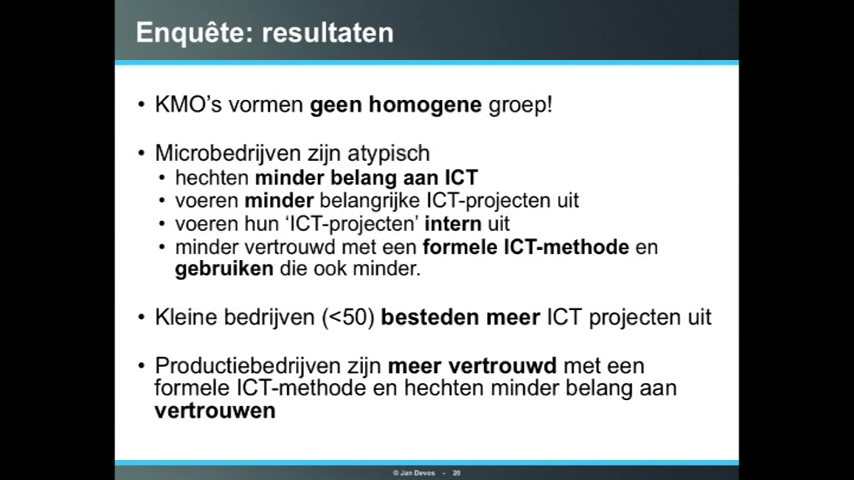 Enquête: resultaten
• KMO's vormen geen homogene groep!
• Microbedrijven zijn atypisch
• hechten minder belang aan ICT
• voeren minder belangrijke ICT-projecten uit
• voeren hun 'ICT-projecten' intern uit
• minder vertrouwd met een formele ICT-methode en
gebruiken die ook minder.
• Kleine bedrijven (<50) besteden meer ICT projecten uit
• Productiebedrijven zijn meer vertrouwd met een
formele ICT-methode en hechten minder belang aan
vertrouwen
© Jan Devos - 20